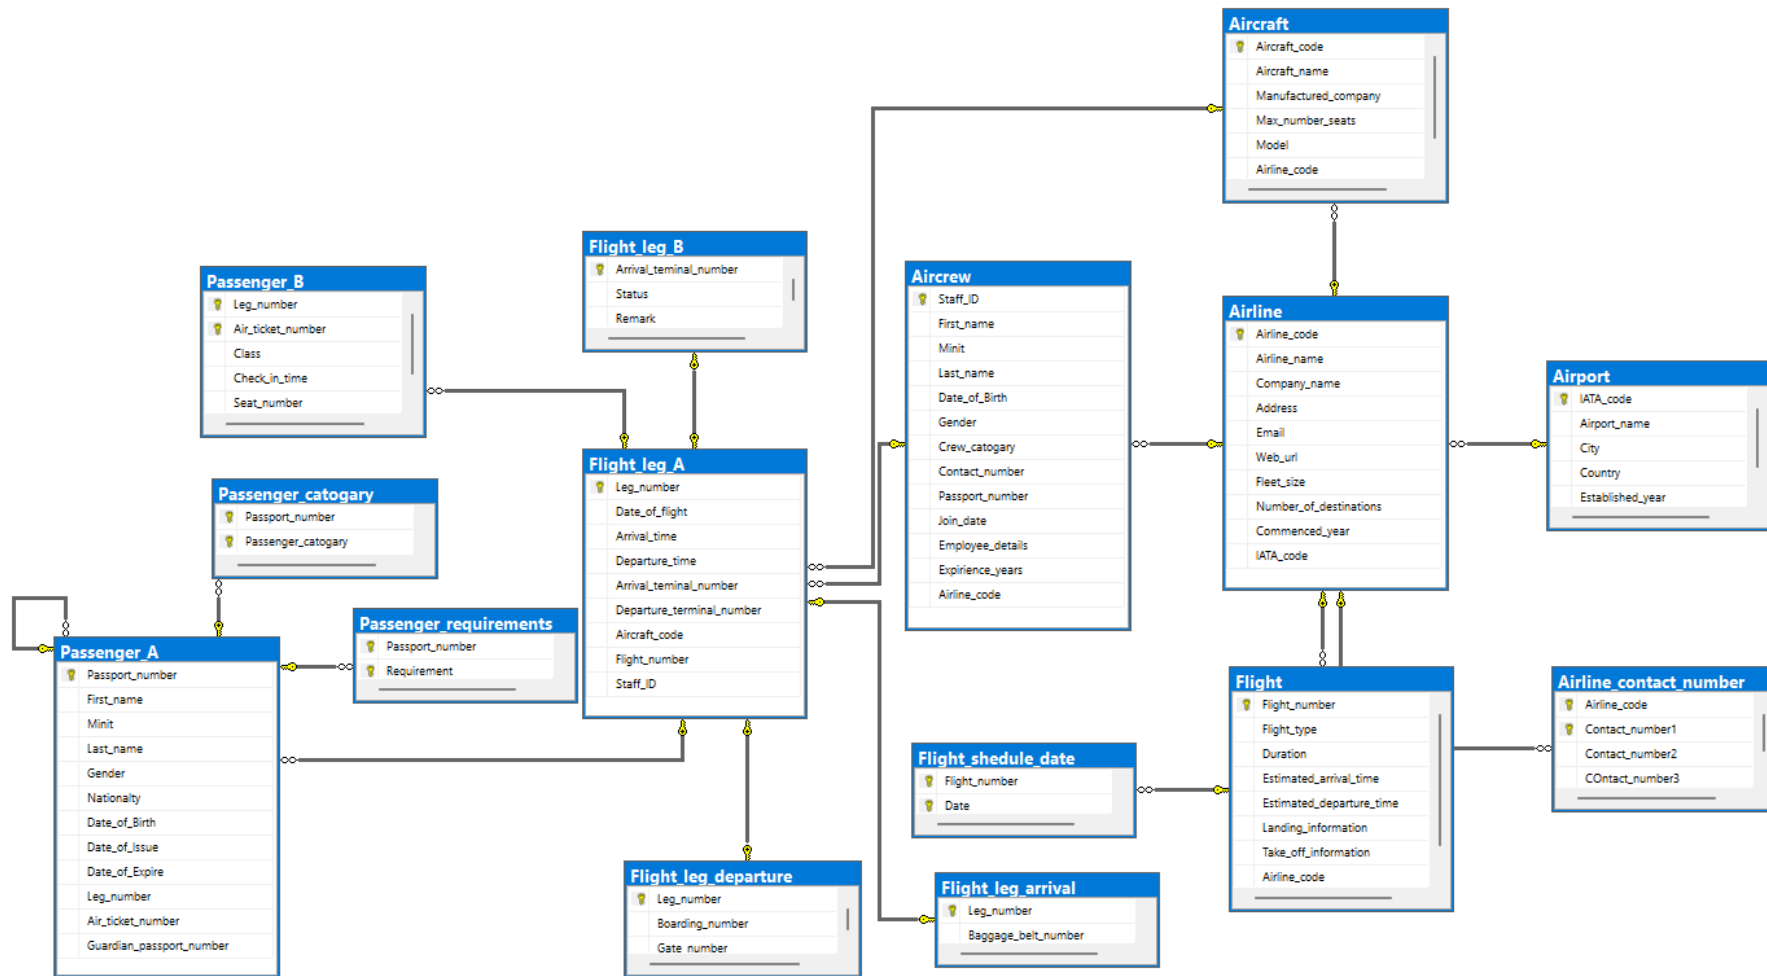 Aircraft
Aircraft_code
Aircraft_name
Manufactured_company
Max_number_seats
Model
Airline_code
Flight_leg_B
Arrival_teminal_number
Status
Remark
Passenger_B
Leg_number
Air_ticket_number
Class
Check_in_time
Seat_number
Aircrew
Staff_ID
First_name
Minit
Last_name
Date_of_Birth
Gender
Crew_catogary
Contact_number
Passport_number
Join_date
Employee_details
Expirience_years
Airline_code
Airline
Airline_code
Airline_name
Company_name
Address
Email
Web_url
Fleet_size
Number_of_destinations
Commenced_year
IATA_code
Airport
IATA_code
Airport_name
City
Country
Established_year
Flight_leg_A
Leg_number
Date_of_flight
Arrival_time
Departure_time
Arrival_teminal_number
Departure_terminal_number
Aircraft_code
Flight_number
Staff_ID
Passenger_catogary
Passport_number
Passenger_catogary
Passenger_requirements
Passport_number
Requirement
Passenger_A
Passport_number
First_name
Minit
Last_name
Gender
Nationalty
Date_of_Birth
Date_of_Issue
Date_of_Expire
Leg_number
Air_ticket_number
Guardian_passport_number
Flight
Flight_number
Flight_type
Duration
Estimated_arrival_time
Estimated_departure_time
Landing_information
Take_off_information
Airline_code
Airline_contact_number
Airline_code
Contact_number1
Contact_number2
COntact_number3
Flight_shedule_date
Flight_number
Date
Flight_leg_departure
Leg_number
Boarding_number
Gate_number
Flight_leg_arrival
Leg_number
Baggage_belt_number